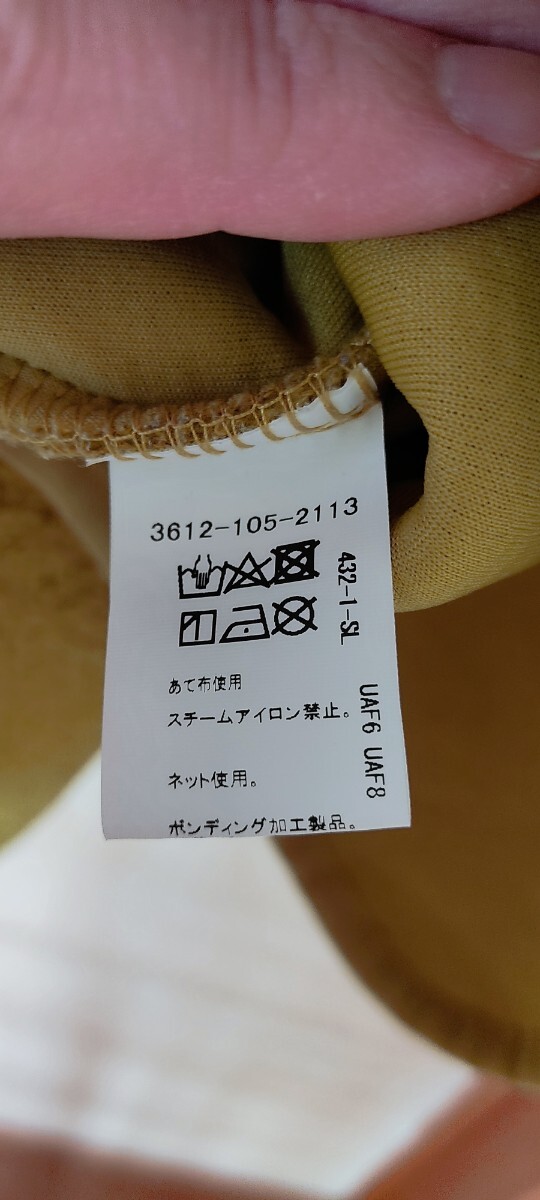 3612-105-2113
432-1-SL
あて布使用
スチームアイロン禁止。
UAF6 UAF8
ネット使用。
ボンディング加工製品。